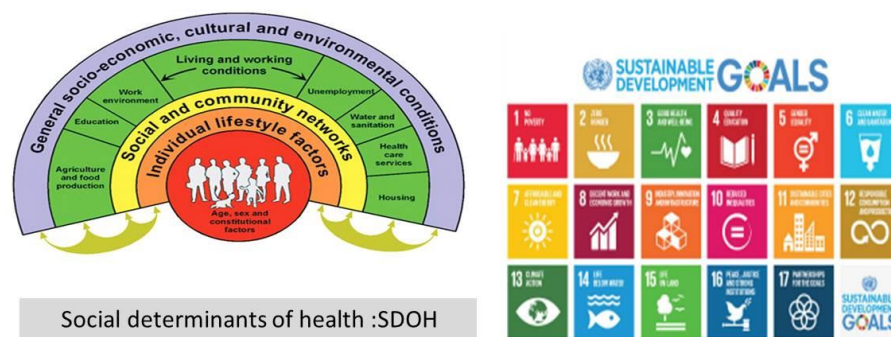 General socio-economic, cultural and environmental conditions
Living and working
conditions
Work
environment
Unemployment
Education
Water and
sanitation
Agriculture
and food
production
Health
care
services
Housing
Social and community networks
Individual lifestyle factors
Age, sex and
constitutional
factors
Social determinants of health :SDOH
SUSTAINABLE
DEVELOPMENT
GOALS
1 NO
POVERTY
2 ZERO
HUNGER
3 GOOD HEALTH
AND WELL-BEING
4 QUALITY
EDUCATION
5 GENDER
EQUALITY
6 CLEAN WATER
AND SANITATION
7 AFFORDABLE AND
CLEAN ENERGY
8 DECENT WORK AND
ECONOMIC GROWTH
9 INDUSTRY, INNOVATION
AND INFRASTRUCTURE
10 REDUCED
INEQUALITIES
11 SUSTAINABLE CITIES
AND COMMUNITIES
12 RESPONSIBLE
CONSUMPTION
13 CLIMATE
ACTION
14 LIFE
BELOW WATER
15 LIFE
ON LAND
16 PEACE, JUSTICE
AND STRONG
INSTITUTIONS
17 PARTNERSHIPS
FOR THE GOALS
SUSTAINABLE
DEVELOPMENT
GOALS